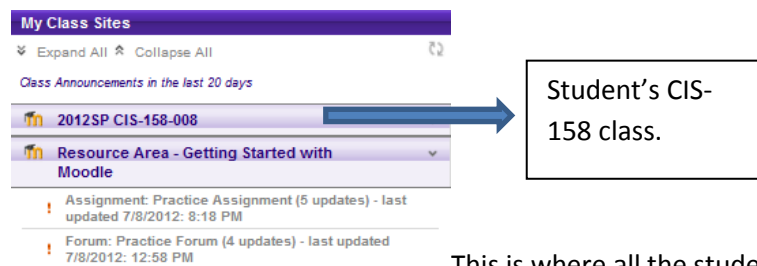 My Class Sites
Expand All Collapse All
Class Announcements in the last 20 days
2012SP CIS-158-008
Resource Area - Getting Started with
Moodle
Assignment: Practice Assignment (5 updates) - last
updated 7/8/2012: 8:18 PM
Forum: Practice Forum (4 updates) - last updated
7/8/2012: 12:58 PM
Student's CIS-
158 class.
This is where all the stude